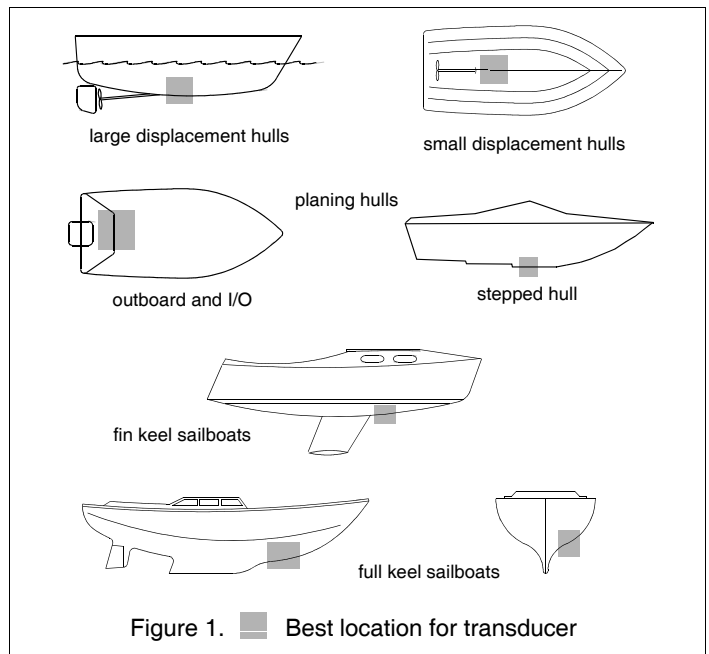 large displacement hulls
small displacement hulls
planing hulls
outboard and I/O
stepped hull
fin keel sailboats
full keel sailboats
Figure 1. Best location for transducer